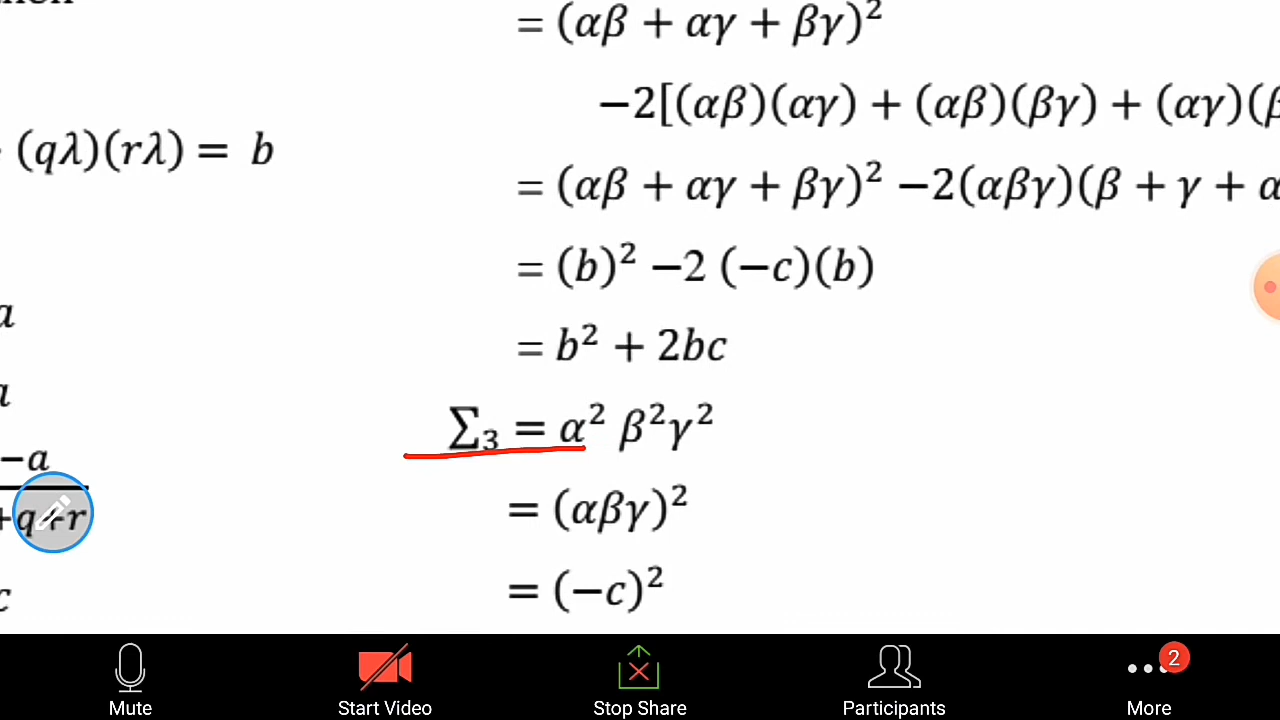 (qλ)(rλ) = b
a
−a
q+r
c
= (αβ + αγ + βγ)²
−2[(αβ)(αγ) + (αβ)(βγ) + (αγ)(β
= (αβ + αγ + βγ)² −2(αβγ)(β + γ + α
= (b)² −2 (−c)(b)
= b² + 2bc
∑₃ = α² β²γ²
= (αβγ)²
= (−c)²
2
Mute
Start Video
Stop Share
Participants
More